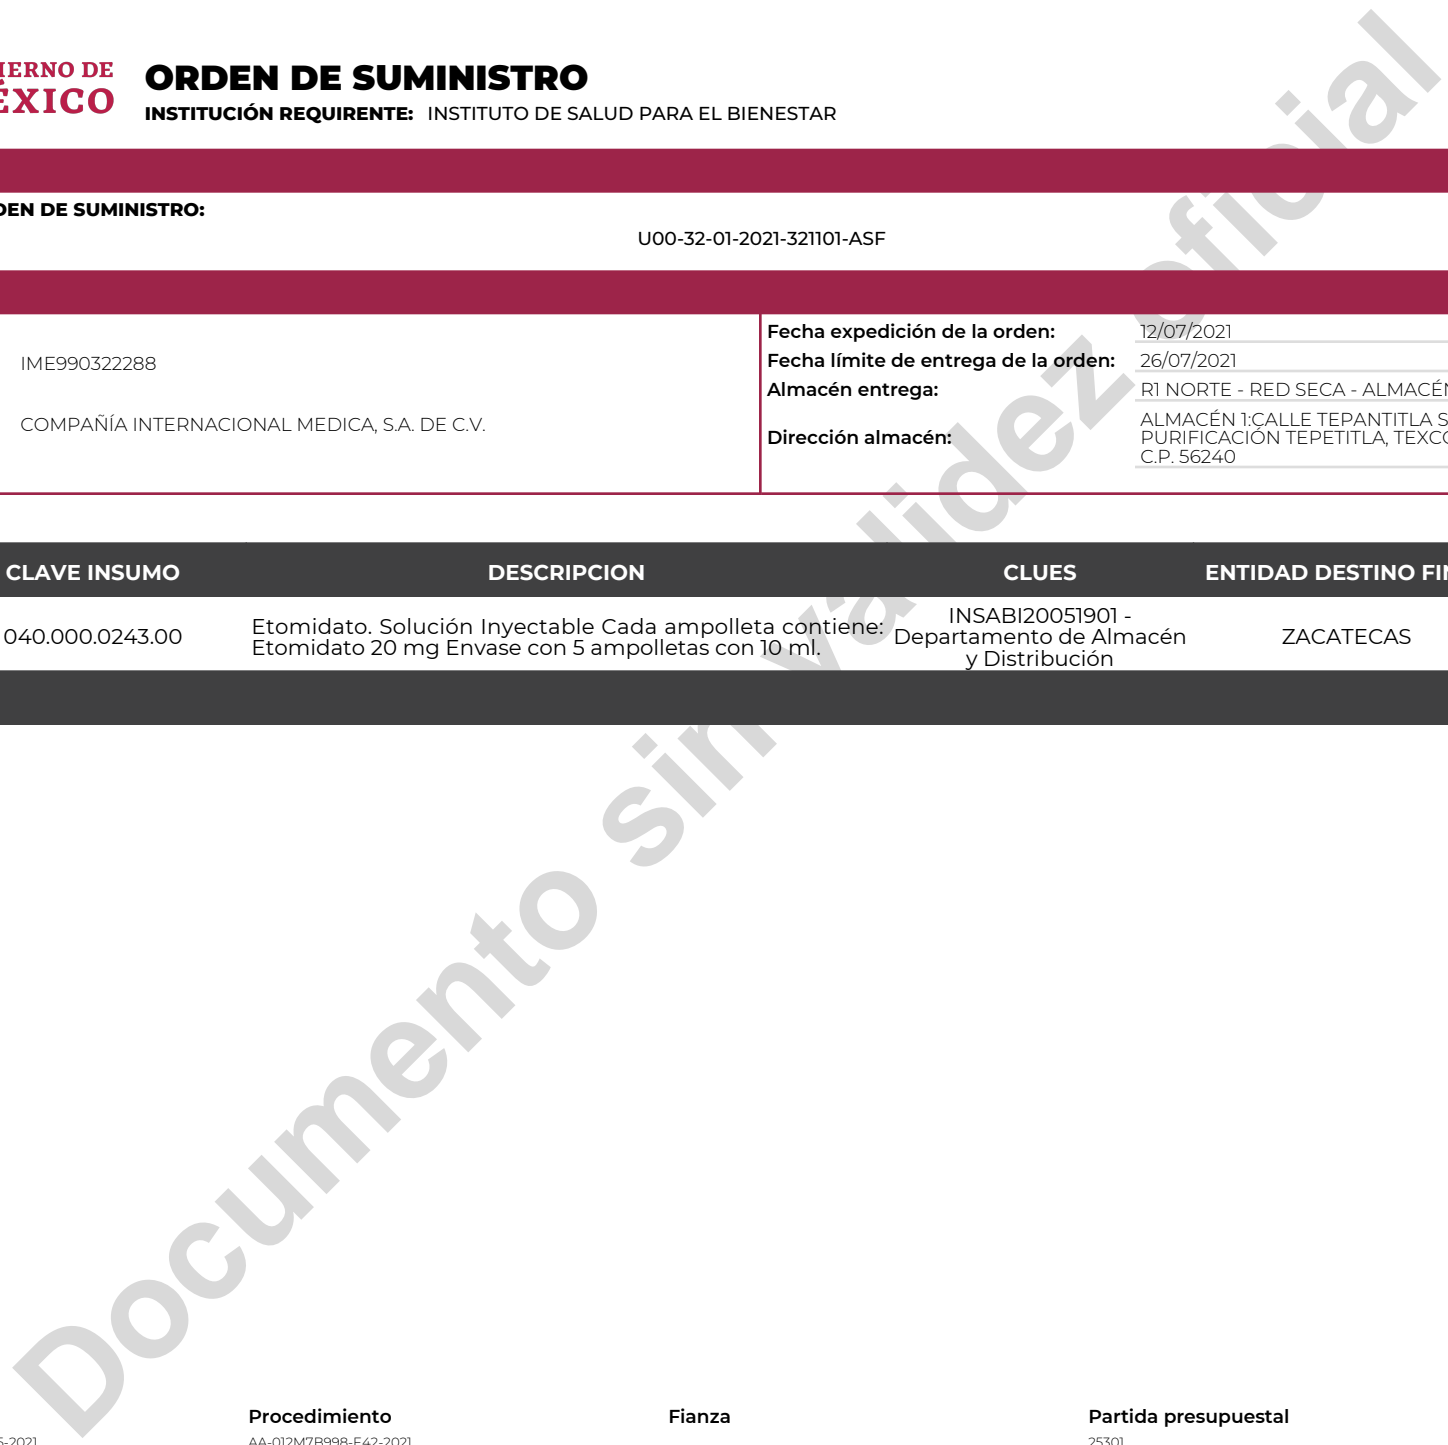 ORDEN DE SUMINISTRO
INSTITUCIÓN REQUIRENTE: INSTITUTO DE SALUD PARA EL BIENESTAR
DE
XICO
DE SUMINISTRO:
U00-32-01-2021-321101-ASF
IME990322288
COMPAÑÍA INTERNACIONAL MEDICA, S.A. DE C.V.
Fecha expedición de la orden: 12/07/2021
Fecha límite de entrega de la orden: 26/07/2021
Almacén entrega: R1 NORTE - RED SECA - ALMACÉN
Dirección almacén: ALMACÉN 1:CALLE TEPANTITLA S
PURIFICACIÓN TEPETITLA,
C.P. 56240
CLAVE INSUMO DESCRIPCION CLUES ENTIDAD DESTINO
040.000.0243.00
Etomidato. Solución Inyectable Cada ampolleta contiene:
Etomidato 20 mg Envase con 5 ampolletas con 10 ml.
INSABI20051901 -
Departamento de Almacén
y Distribución
ZACATECAS
Documento sin validez oficial
Procedimiento Fianza Partida presupuestal
-2021 AA-012M7B998-E42-2021 25301